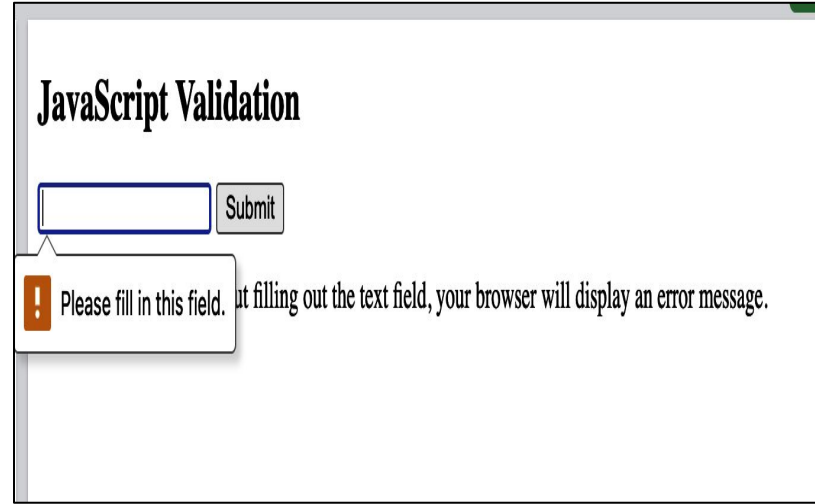 JavaScript Validation
Submit
Please fill in this field.
ut filling out the text field, your browser will display an error message.